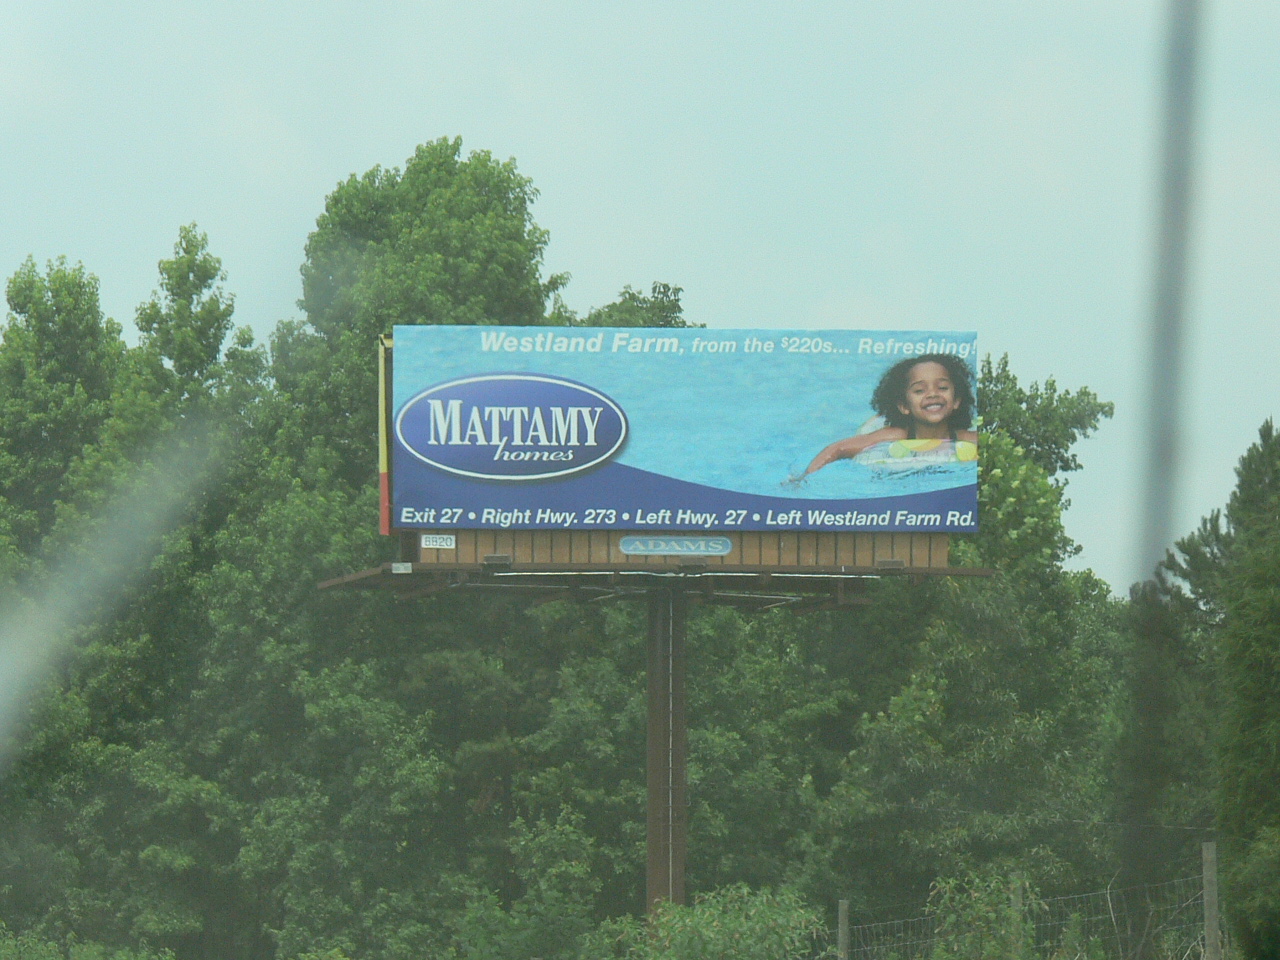 Westland Farm, from the $220s... Refreshing!
MATTAMY
homes
Exit 27 • Right Hwy. 273 • Left Hwy. 27 • Left Westland Farm Rd.
ADAMS